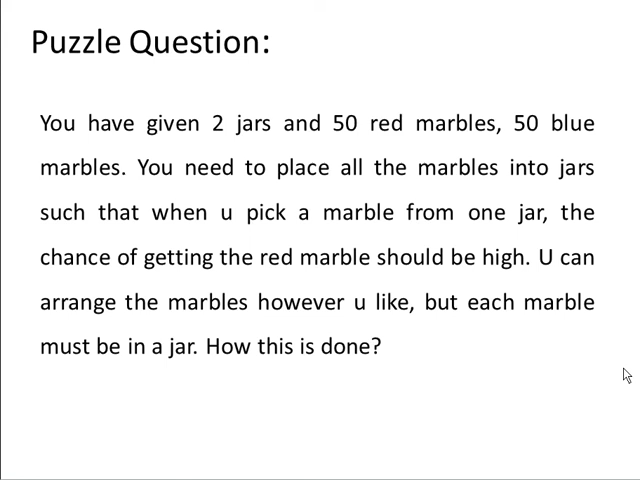 Puzzle Question:
You have given 2 jars and 50 red marbles, 50 blue
marbles. You need to place all the marbles into jars
such that when u pick a marble from one jar, the
chance of getting the red marble should be high. U can
arrange the marbles however u like, but each marble
must be in a jar. How this is done?